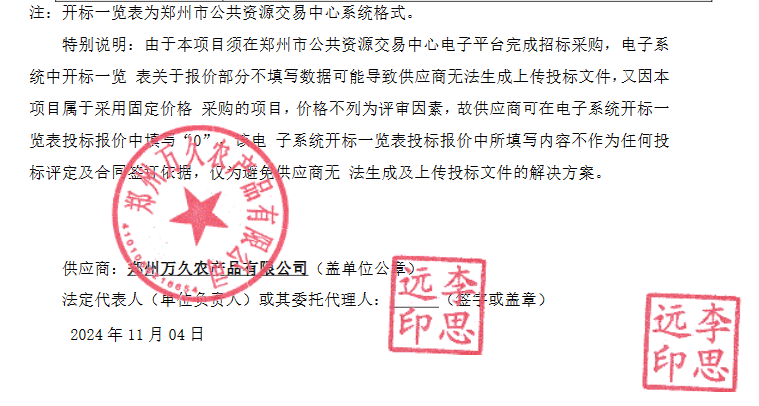 注：开标一览表为郑州市公共资源交易中心系统格式。
特别说明：由于本项目须在郑州市公共资源交易中心电子平台完成招标采购，电子系
统中开标一览 表关于报价部分不填写数据可能导致供应商无法生成上传投标文件，又因本
项目属于采用固定价格 采购的项目，价格不列为评审因素，故供应商可在电子系统开标一
览表投标报价中填写“0”，该电 子系统开标一览表投标报价中所填写内容不作为任何投
标评定及合同签订依据，仅为避免供应商无 法生成及上传投标文件的解决方案。
郑州万久农产品有限公司
供应商：郑州万久农产品有限公司（盖单位公章）
法定代表人（单位负责人）或其委托代理人：（签字或盖章）
李思远印
李思远印
2024年11月04日